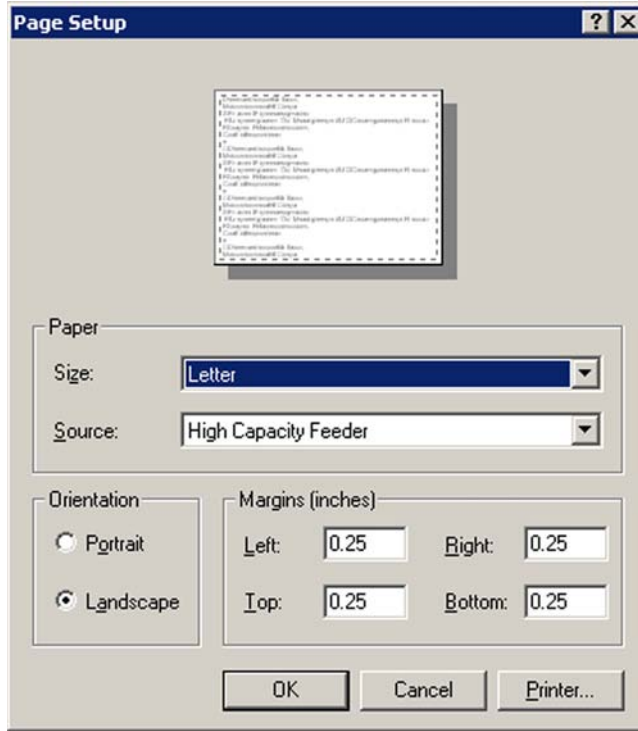 Page Setup
Paper
Size: Letter
Source: High Capacity Feeder
Orientation
Portrait
Landscape
Margins (inches)
Left: 0.25 Right: 0.25
Top: 0.25 Bottom: 0.25
OK Cancel Printer...